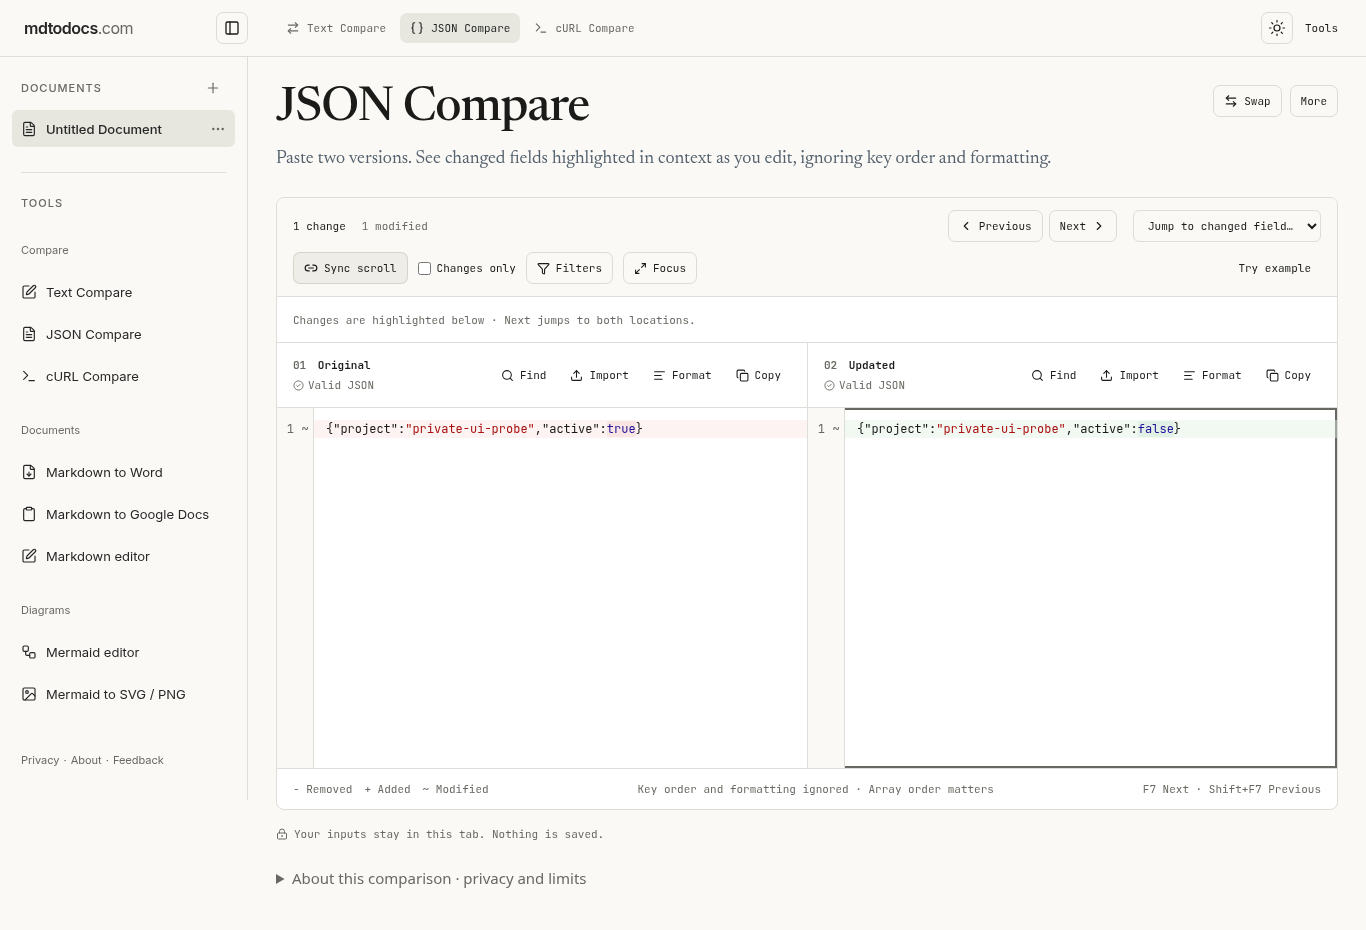 mdtodocs.com
Text Compare
{} JSON Compare
cURL Compare
Tools
DOCUMENTS
Untitled Document
TOOLS
Compare
Text Compare
JSON Compare
cURL Compare
Documents
Markdown to Word
Markdown to Google Docs
Markdown editor
Diagrams
Mermaid editor
Mermaid to SVG / PNG
Privacy · About · Feedback
JSON Compare
Swap
More
Paste two versions. See changed fields highlighted in context as you edit, ignoring key order and formatting.
1 change 1 modified
Previous
Next
Jump to changed field…
Sync scroll
Changes only
Filters
Focus
Try example
Changes are highlighted below · Next jumps to both locations.
01 Original
Valid JSON
Find
Import
Format
Copy
1 ~ {"project":"private-ui-probe","active":true}
02 Updated
Valid JSON
Find
Import
Format
Copy
1 ~ {"project":"private-ui-probe","active":false}
- Removed + Added ~ Modified
Key order and formatting ignored · Array order matters
F7 Next · Shift+F7 Previous
Your inputs stay in this tab. Nothing is saved.
About this comparison · privacy and limits